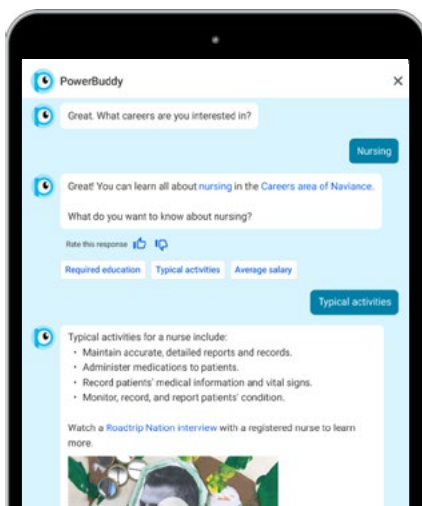 PowerBuddy
Great. What careers are you interested in?
Nursing
Great! You can learn all about nursing in the Careers area of Naviance.
What do you want to know about nursing?
Rate this response
Required education
Typical activities
Average salary
Typical activities
Typical activities for a nurse include:
• Maintain accurate, detailed reports and records.
• Administer medications to patients.
• Record patients' medical information and vital signs.
• Monitor, record, and report patients' condition.
Watch a Roadtrip Nation interview with a registered nurse to learn
more.